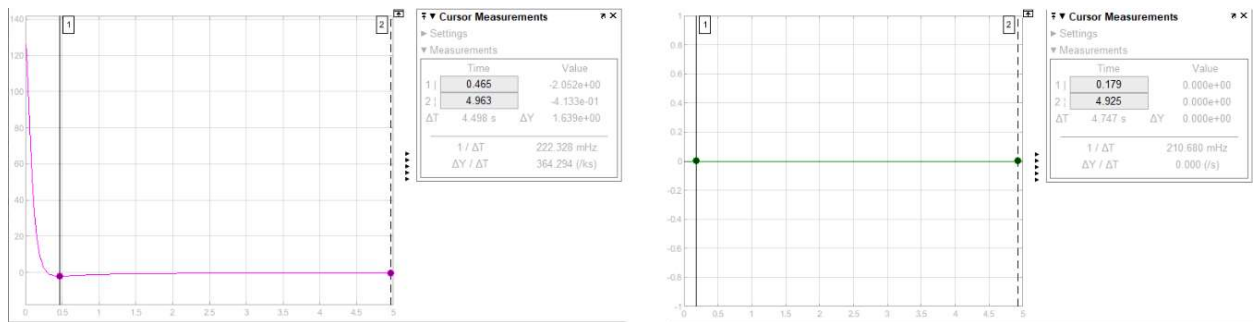 140
120
100
80
60
40
20
0
0 0.5 1 1.5 2 2.5 3 3.5 4 4.5 5
1 2
Cursor Measurements
Settings
Measurements
Time Value
1 | 0.465 -2.052e+00
2 ¦ 4.963 -4.133e-01
ΔT 4.498 s ΔY 1.639e+00
1 / ΔT 222.328 mHz
ΔY / ΔT 364.294 (/ks)
1
0.8
0.6
0.4
0.2
0
-0.2
-0.4
-0.6
-0.8
-1
0 0.5 1 1.5 2 2.5 3 3.5 4 4.5 5
1 2
Cursor Measurements
Settings
Measurements
Time Value
1 | 0.179 0.000e+00
2 ¦ 4.925 0.000e+00
ΔT 4.747 s ΔY 0.000e+00
1 / ΔT 210.680 mHz
ΔY / ΔT 0.000 (/s)